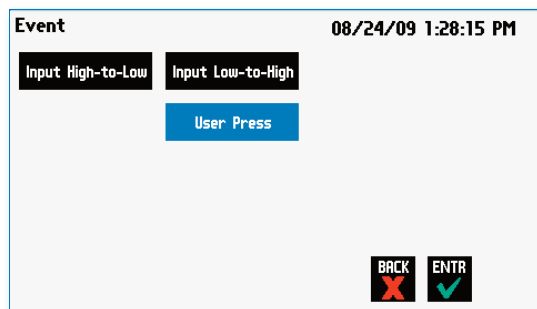 Event 08/24/09 1:28:15 PM
Input High-to-Low Input Low-to-High
User Press
BACK ENTR